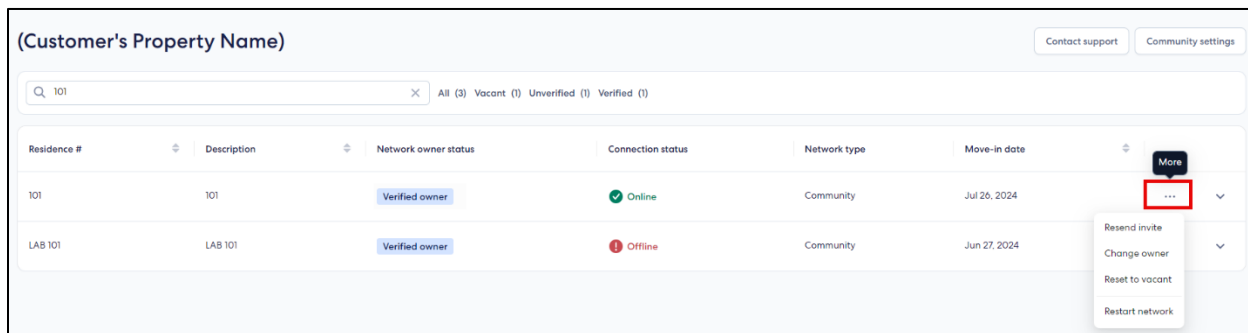 (Customer's Property Name)
Contact support
Community settings
101
All (3) Vacant (1) Unverified (1) Verified (1)
Residence # Description Network owner status Connection status Network type Move-in date
More
101 101 Verified owner Online Community Jul 26, 2024 ...
LAB 101 LAB 101 Verified owner Offline Community Jun 27, 2024
Resend invite
Change owner
Reset to vacant
Restart network